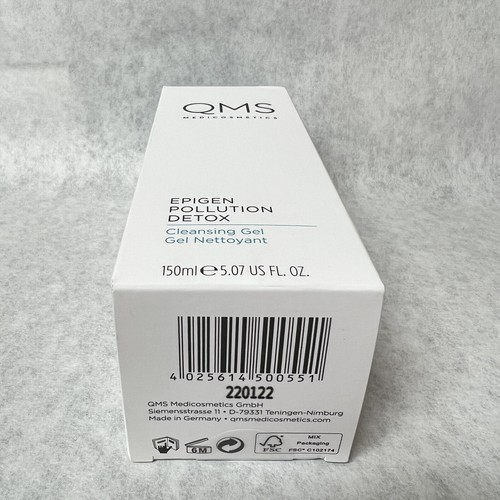 QMS
MEDICOSMETICS
EPIGEN
POLLUTION
DETOX
Cleansing Gel
Gel Nettoyant
150ml ℮ 5.07 US FL. OZ.
4 025614 500551
220122
QMS Medicosmetics GmbH
Siemensstrasse 11 • D-79331 Teningen-Nimburg
Made in Germany • qmsmedicosmetics.com
6M
FSC
MIX
Packaging
FSC® C102174